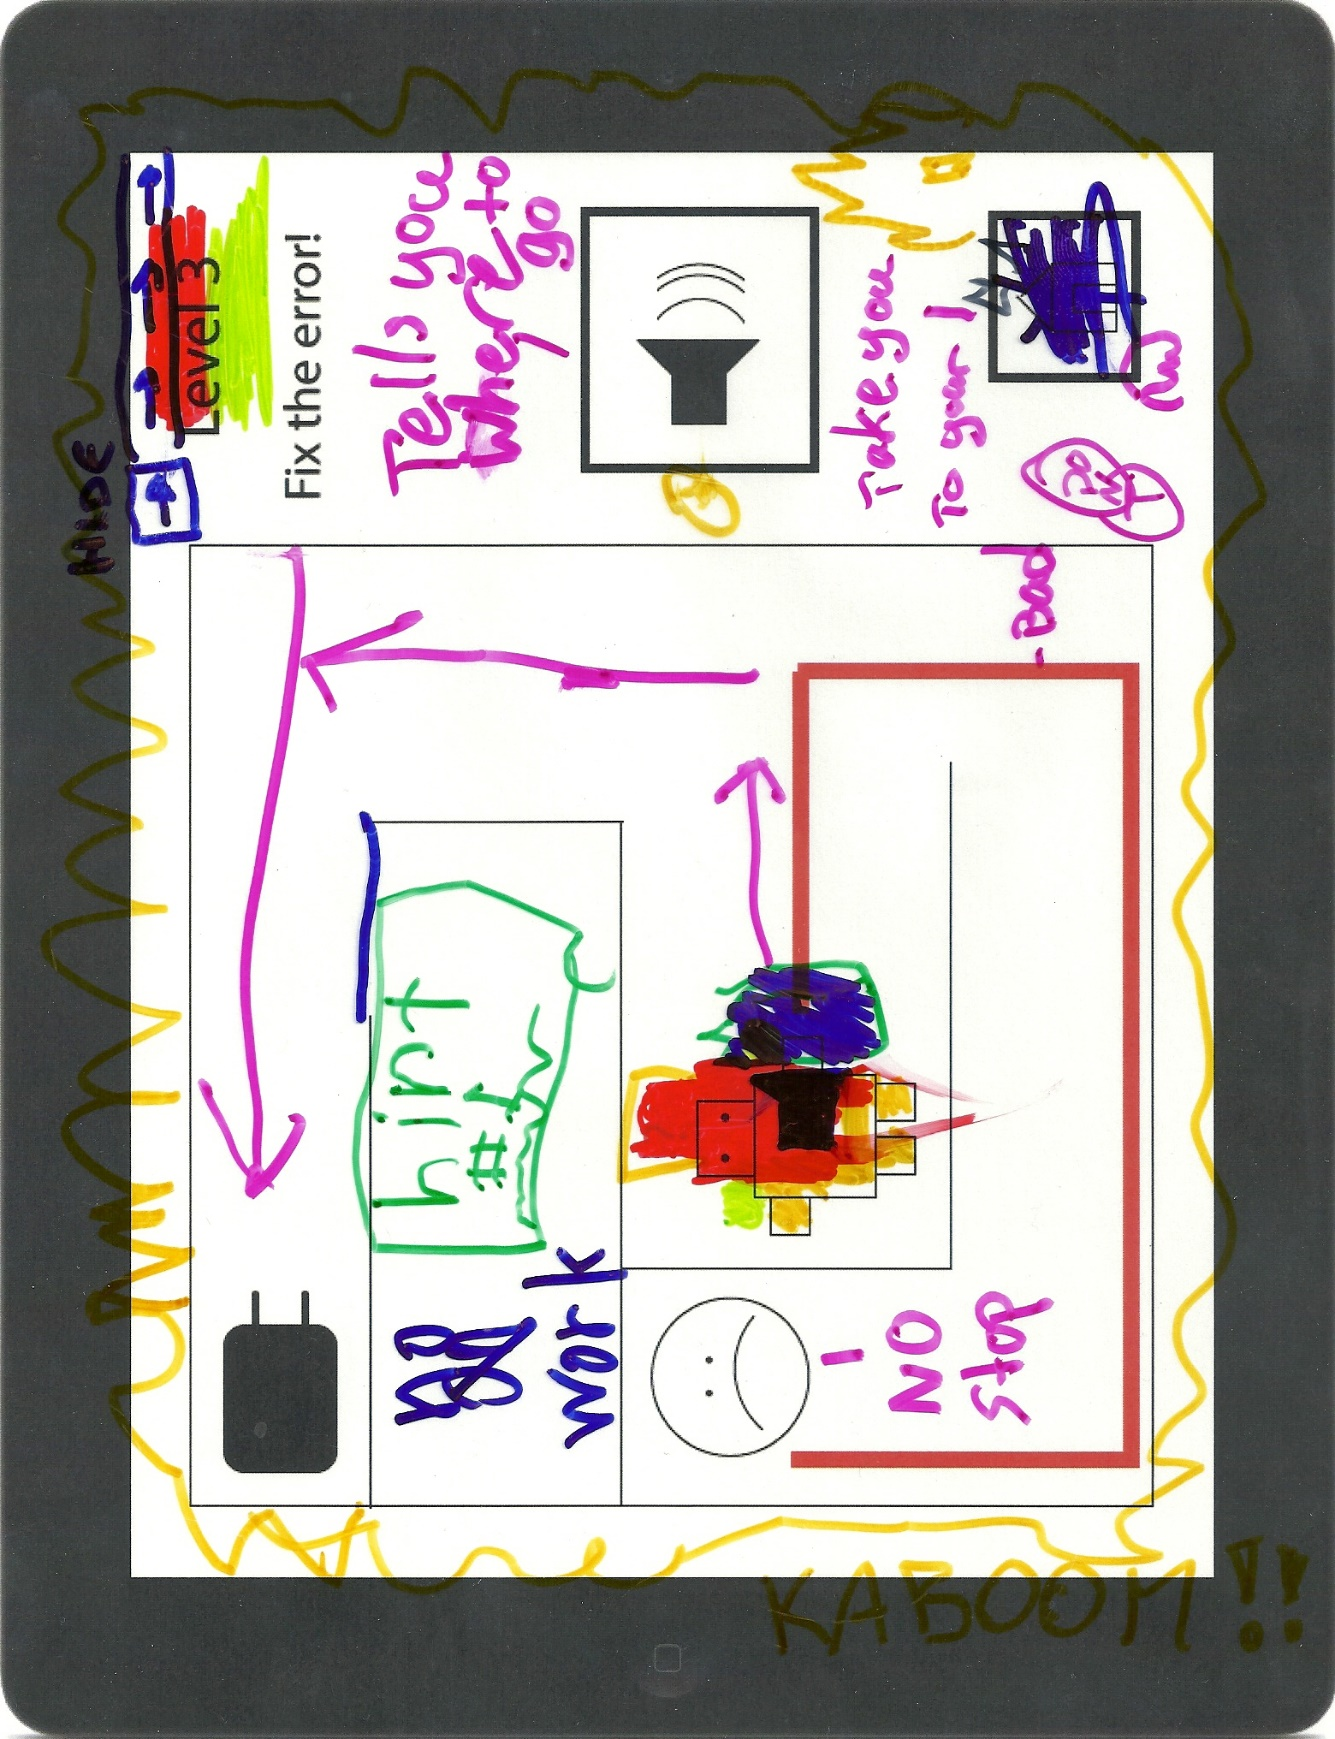 HIDE
Level 3
Fix the error!
Tells you
where to
go
Take you
To your
- Bad
hint
#
work
NO
Stop
KABOOM!!